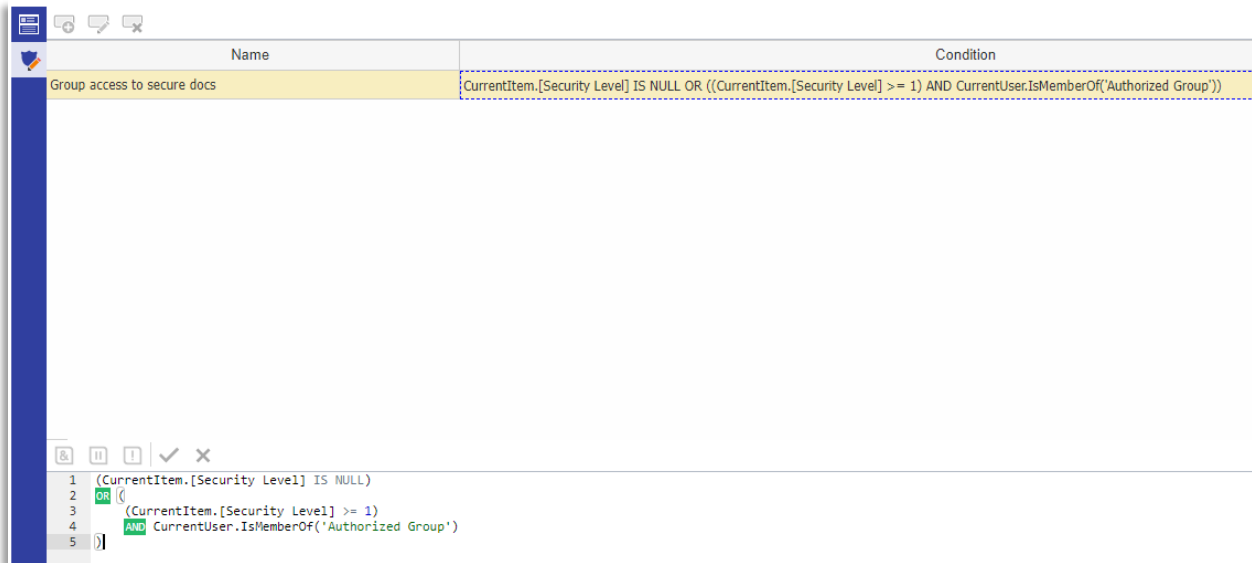 Name Condition
Group access to secure docs CurrentItem.[Security Level] IS NULL OR ((CurrentItem.[Security Level] >= 1) AND CurrentUser.IsMemberOf('Authorized Group'))
1 (CurrentItem.[Security Level] IS NULL)
2 OR (
3 (CurrentItem.[Security Level] >= 1)
4 AND CurrentUser.IsMemberOf('Authorized Group')
5 )